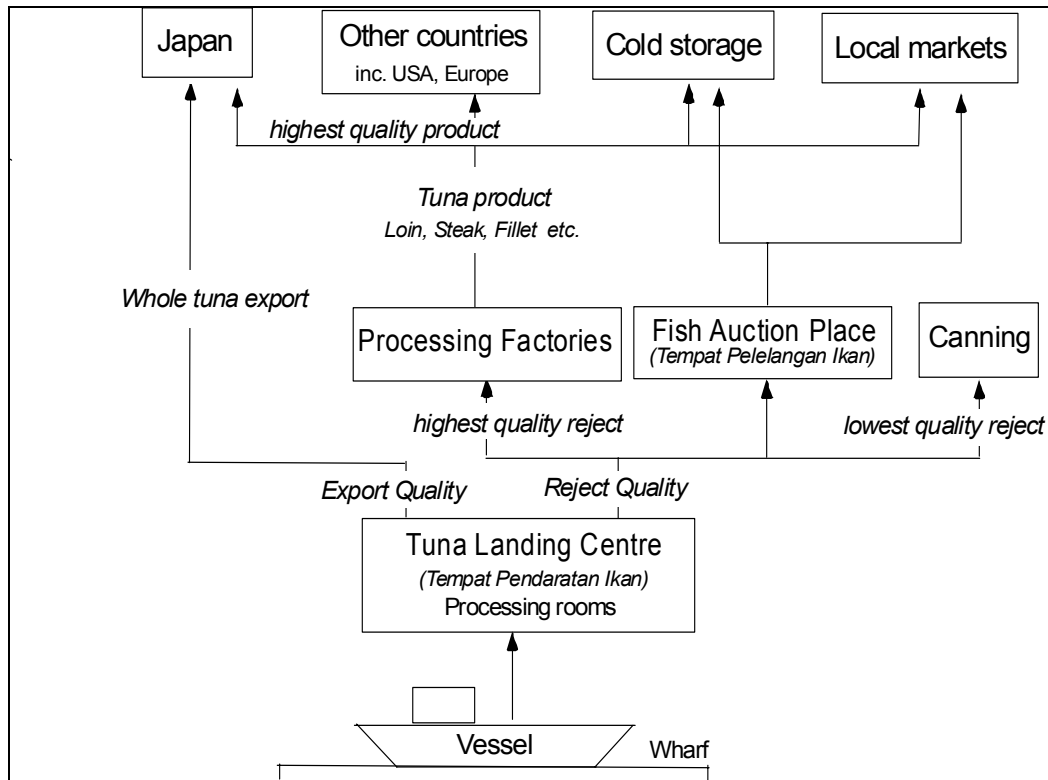 Japan
Other countries
inc. USA, Europe
Cold storage
Local markets
highest quality product
Tuna product
Loin, Steak, Fillet etc.
Whole tuna export
Processing Factories
Fish Auction Place
(Tempat Pelelangan Ikan)
Canning
highest quality reject
lowest quality reject
Export Quality
Reject Quality
Tuna Landing Centre
(Tempat Pendaratan Ikan)
Processing rooms
Vessel
Wharf